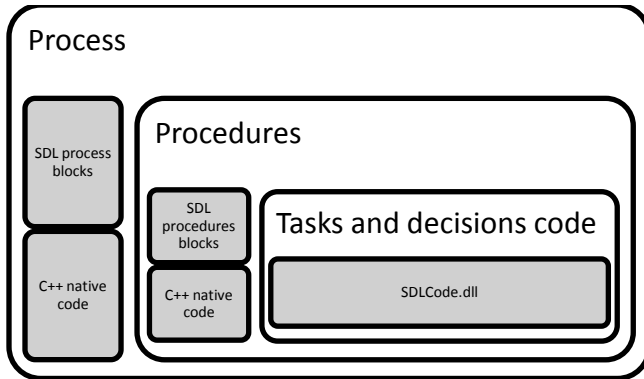 Process
SDL process
blocks
C++ native
code
Procedures
SDL
procedures
blocks
C++ native
code
Tasks and decisions code
SDLCode.dll